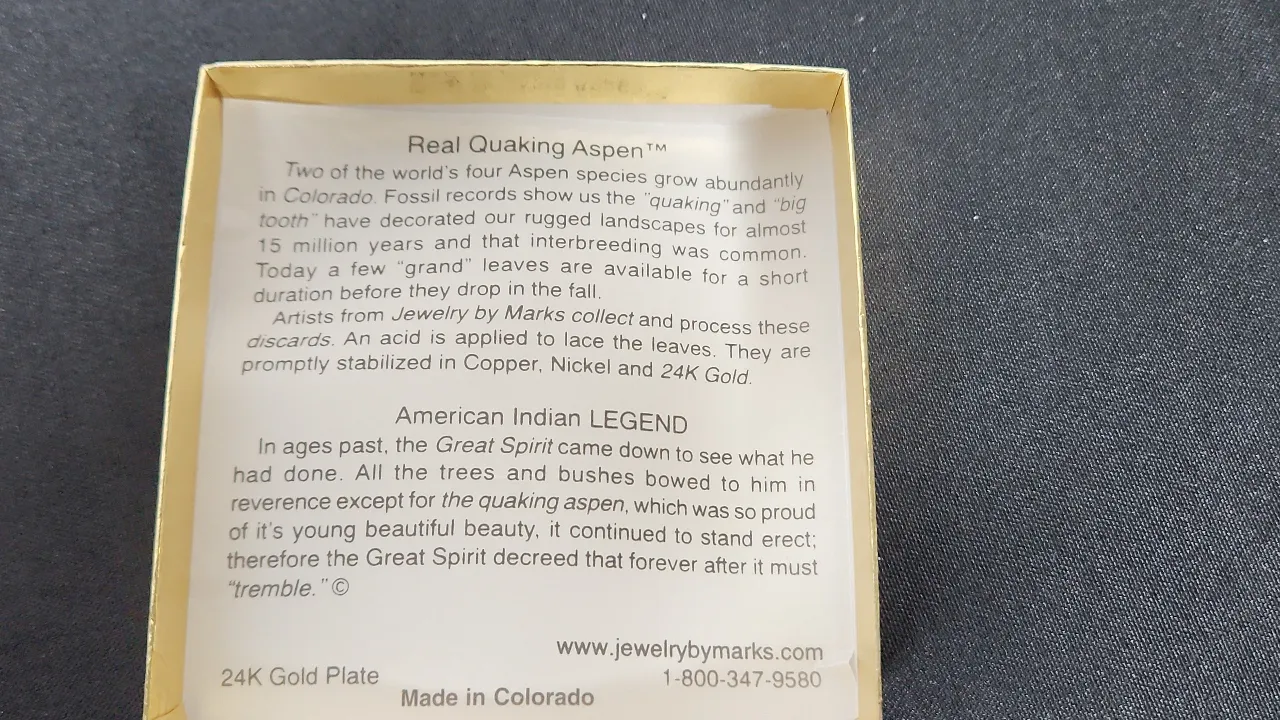 Real Quaking Aspen™
Two of the world's four Aspen species grow abundantly
in Colorado. Fossil records show us the "quaking" and "big
tooth" have decorated our rugged landscapes for almost
15 million years and that interbreeding was common.
Today a few "grand" leaves are available for a short
duration before they drop in the fall.
Artists from Jewelry by Marks collect and process these
discards. An acid is applied to lace the leaves. They are
promptly stabilized in Copper, Nickel and 24K Gold.
American Indian LEGEND
In ages past, the Great Spirit came down to see what he
had done. All the trees and bushes bowed to him in
reverence except for the quaking aspen, which was so proud
of it's young beautiful beauty, it continued to stand erect;
therefore the Great Spirit decreed that forever after it must
"tremble." ©
www.jewelrybymarks.com
24K Gold Plate 1-800-347-9580
Made in Colorado